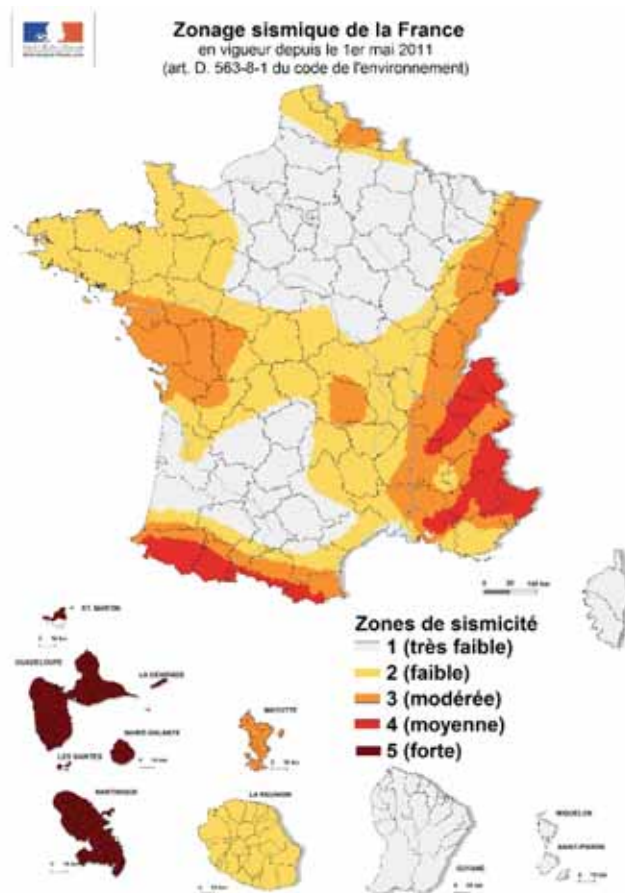 Zonage sismique de la France
en vigueur depuis le 1er mai 2011
(art. D. 563-8-1 du code de l'environnement)
ST. MARTIN
GUADELOUPE
LA DÉSIRADE
MARIE-GALANTE
LES SAINTES
MARTINIQUE
MAYOTTE
LA RÉUNION
Zones de sismicité
1 (très faible)
2 (faible)
3 (modérée)
4 (moyenne)
5 (forte)
GUYANE
MIQUELON
SAINT-PIERRE